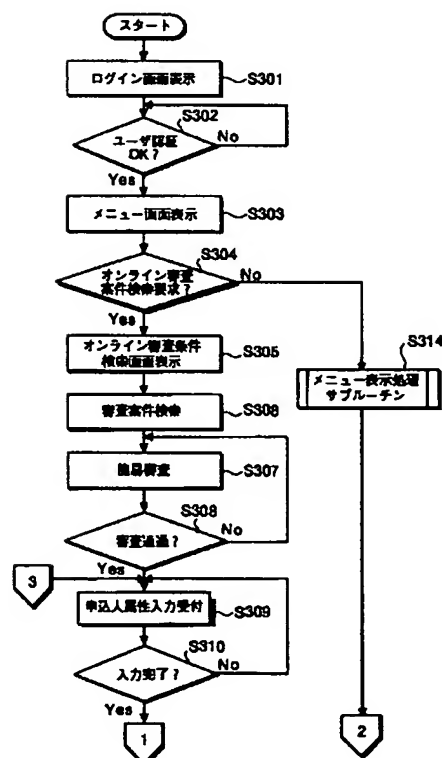 スタート
ログイン画面表示
S301
S302
ユーザ認証
OK?
No
Yes
メニュー画面表示
S303
S304
オンライン審査
案件検索要求?
No
Yes
オンライン審査条件
検索画面表示
S305
S314
メニュー表示処理
サブルーチン
審査案件検索
S306
簡易審査
S307
S308
審査通過?
No
Yes
3
申込人属性入力受付
S309
S310
入力完了?
No
Yes
1
2